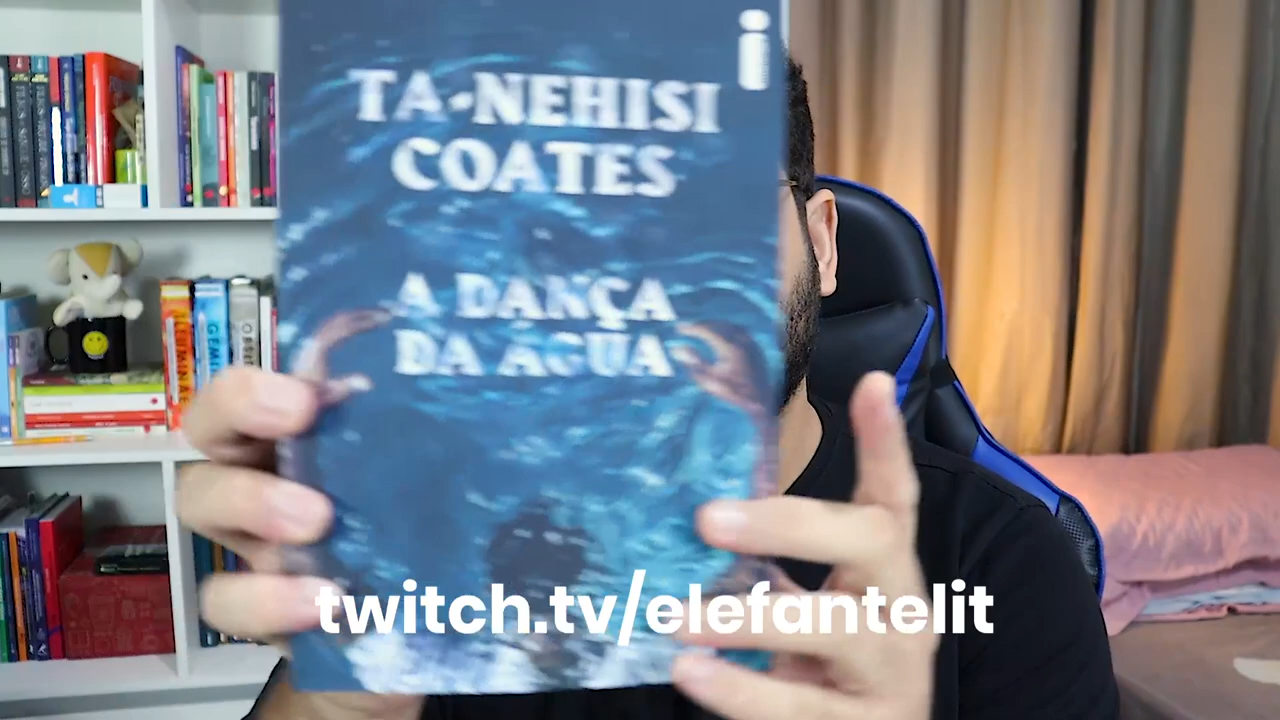 TA-NEHISI
COATES
A DANÇA
DA ÁGUA
twitch.tv/elefantelit